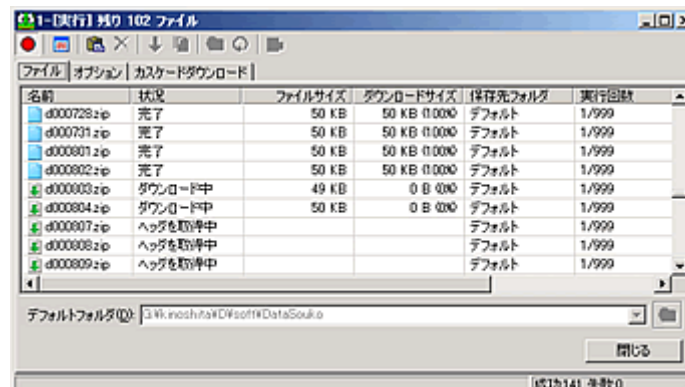 1-[実行] 残り 102 ファイル
ファイル オプション カスケードダウンロード
名前 状況 ファイルサイズ ダウンロードサイズ 保存先フォルダ 実行回数
d000728.zip 完了 50 KB 50 KB (100%) デフォルト 1/999
d000731.zip 完了 50 KB 50 KB (100%) デフォルト 1/999
d000801.zip 完了 50 KB 50 KB (100%) デフォルト 1/999
d000802.zip 完了 50 KB 50 KB (100%) デフォルト 1/999
d000803.zip ダウンロード中 49 KB 0 B (0%) デフォルト 1/999
d000804.zip ダウンロード中 50 KB 0 B (0%) デフォルト 1/999
d000807.zip ヘッダを取得中 デフォルト 1/999
d000808.zip ヘッダを取得中 デフォルト 1/999
d000809.zip ヘッダを取得中 デフォルト 1/999
デフォルトフォルダ(D): G:¥kinoshita¥D¥soft¥DataSouko
閉じる
成功141 失敗0